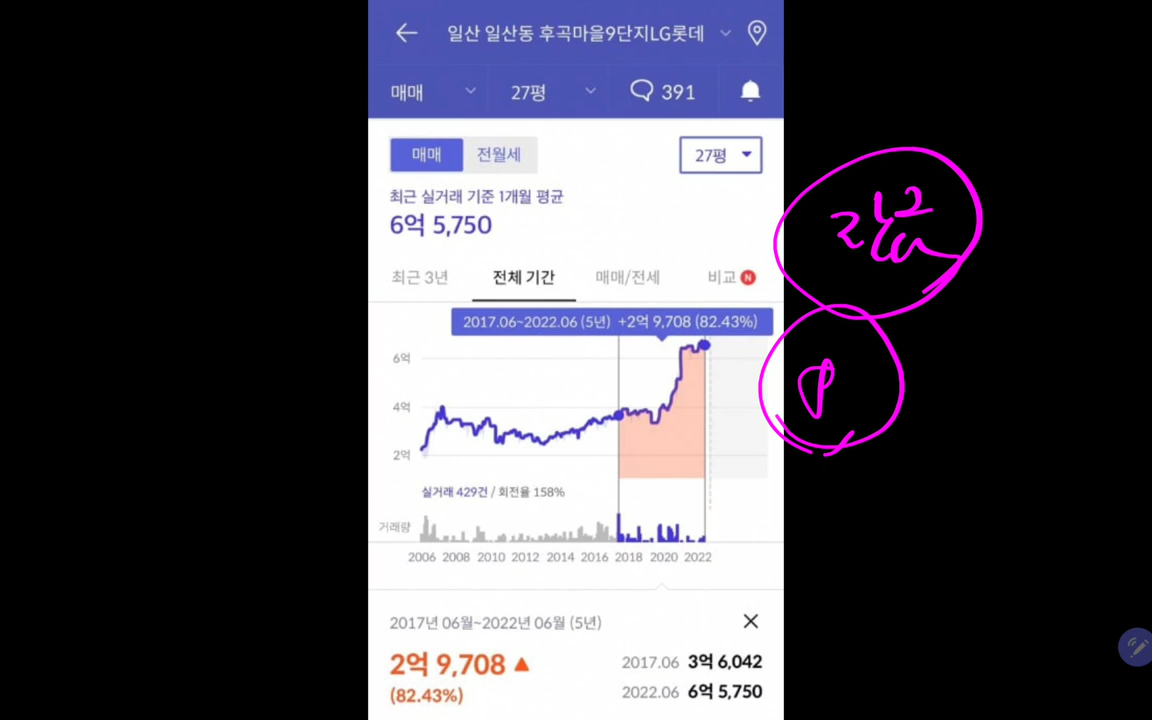 일산 일산동 후곡마을9단지LG롯데
매매 27평 391
매매 전월세 27평
최근 실거래 기준 1개월 평균
6억 5,750
최근 3년 전체 기간 매매/전세 비교 N
2017.06~2022.06 (5년) +2억 9,708 (82.43%)
6억
4억
2억
실거래 429건 / 회전율 158%
거래량
2006 2008 2010 2012 2014 2016 2018 2020 2022
2017년 06월~2022년 06월 (5년)
2억 9,708 ▲ 2017.06 3억 6,042
(82.43%) 2022.06 6억 5,750